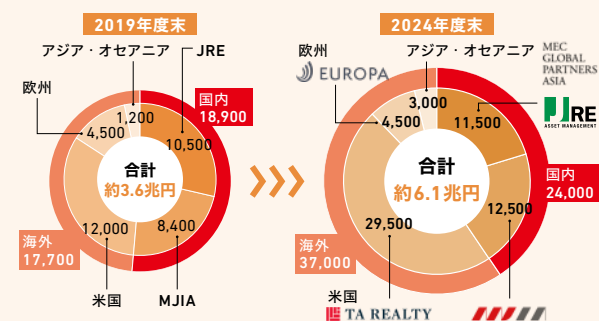 2019年度末
アジア・オセアニア
JRE
欧州
国内
18,900
1,200
4,500
10,500
合計
約3.6兆円
12,000
8,400
海外
17,700
米国
MJIA
2024年度末
欧州
EUROPA
アジア・オセアニア
MEC
GLOBAL
PARTNERS
ASIA
3,000
4,500
11,500
JRE
ASSET MANAGEMENT
合計
約6.1兆円
国内
24,000
29,500
12,500
海外
37,000
米国
TA REALTY